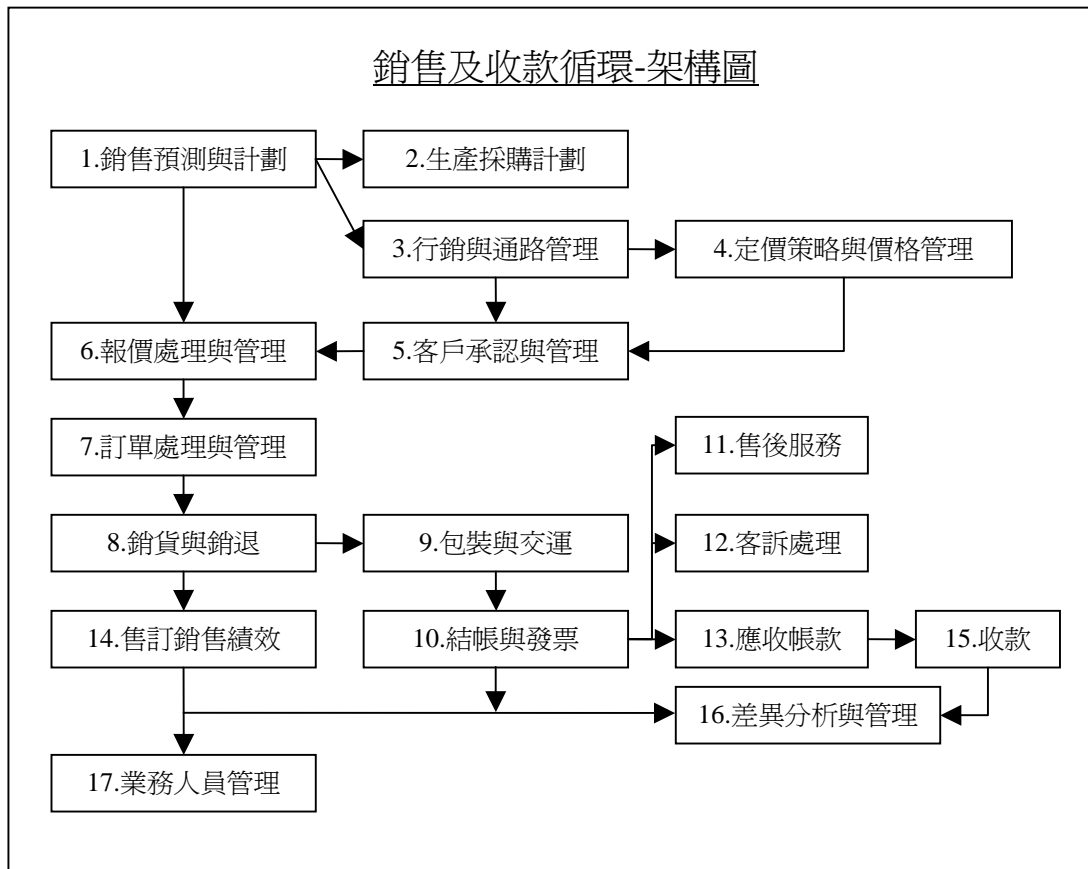 銷售及收款循環-架構圖
1.銷售預測與計劃
2.生產採購計劃
3.行銷與通路管理
4.定價策略與價格管理
6.報價處理與管理
5.客戶承認與管理
7.訂單處理與管理
11.售後服務
8.銷貨與銷退
9.包裝與交運
12.客訴處理
14.售訂銷售績效
10.結帳與發票
13.應收帳款
15.收款
16.差異分析與管理
17.業務人員管理